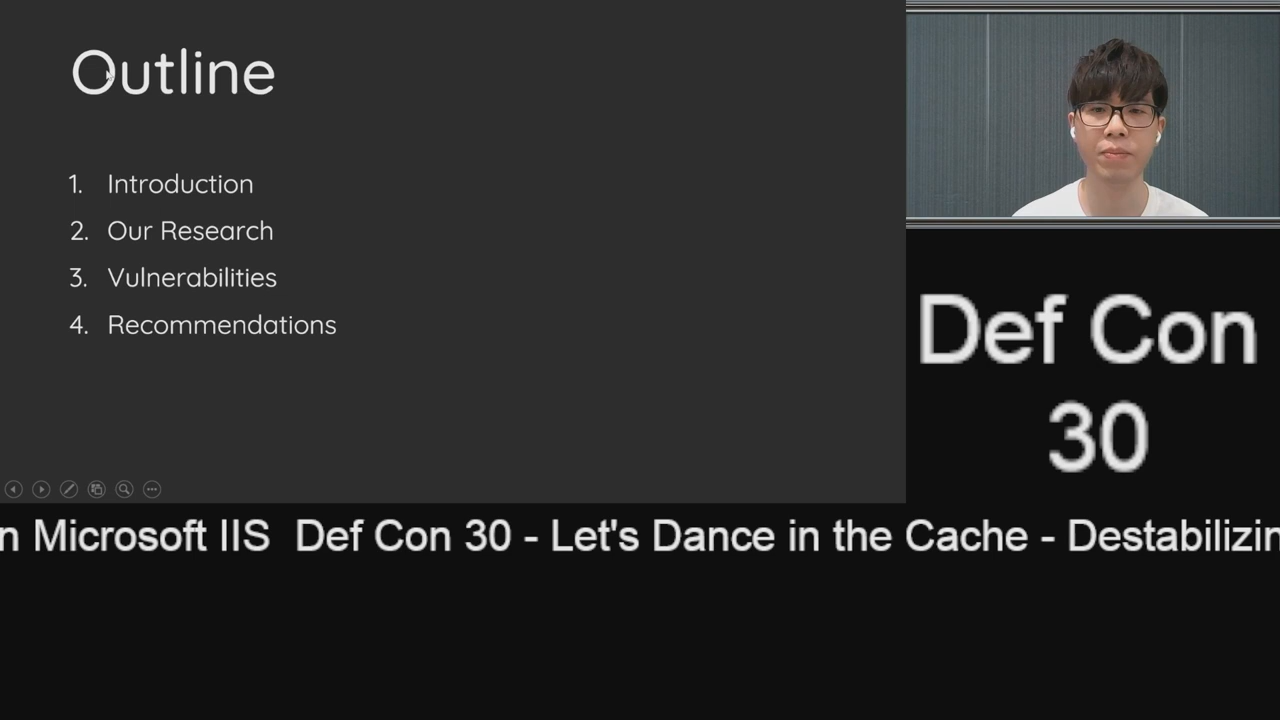 Outline
1. Introduction
2. Our Research
3. Vulnerabilities
4. Recommendations
Def Con
30
n Microsoft IIS Def Con 30 - Let's Dance in the Cache - Destabilizin